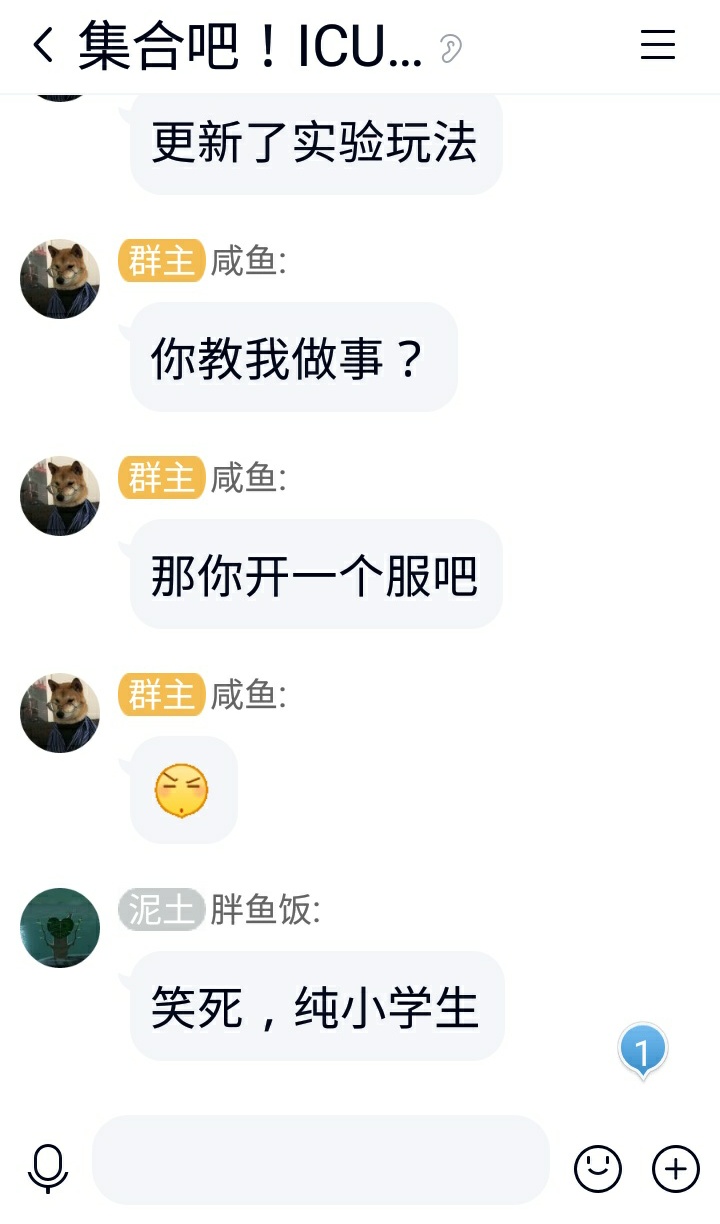 集合吧！ICU...
更新了实验玩法
群主 咸鱼:
你教我做事？
群主 咸鱼:
那你开一个服吧
群主 咸鱼:
泥土 胖鱼饭:
笑死，纯小学生
1